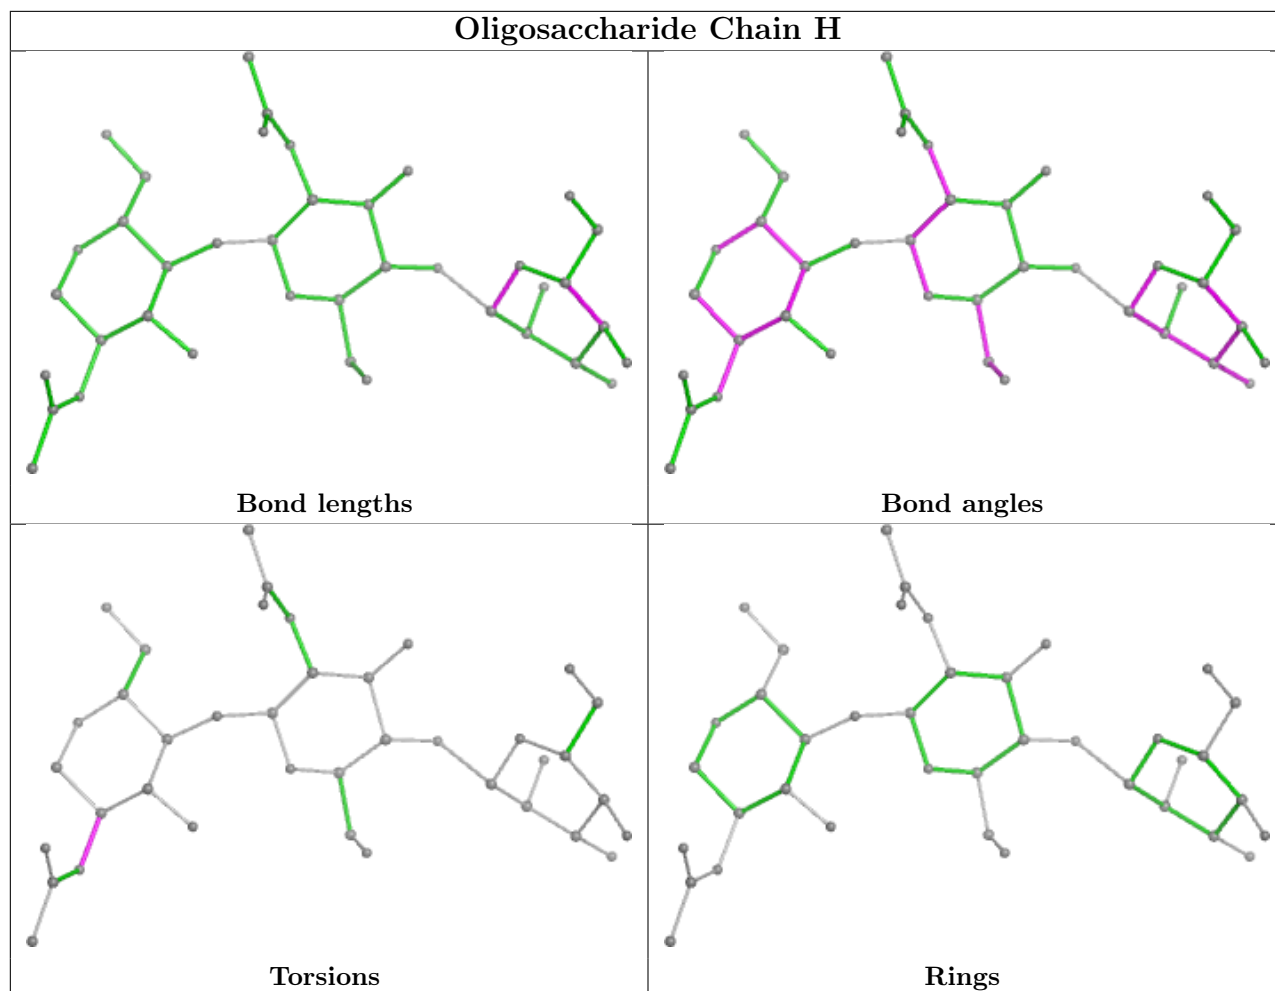 Oligosaccharide Chain H
Bond lengths
Bond angles
Torsions
Rings